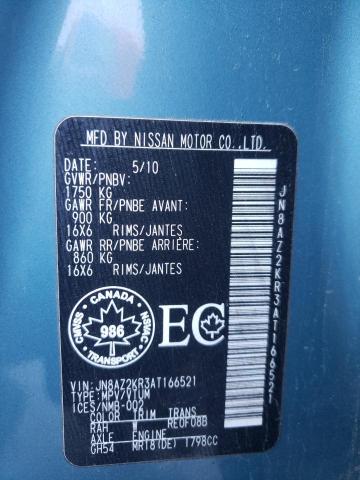 MFD BY NISSAN MOTOR CO.,LTD.
DATE: 5/10
GVWR/PNBV:
1750 KG
GAWR FR/PNBE AVANT:
900 KG
16X6 RIMS/JANTES
GAWR RR/PNBE ARRIÈRE:
860 KG
16X6 RIMS/JANTES
CANADA
CMVSS 986 NSVAC
TRANSPORT
EC
VIN:JN8AZ2KR3AT166521
TYPE:MPV/VTUM
ICES/NMB-002
COLOR TRIM TRANS
RAH W RE0F08B
AXLE ENGINE
GH54 MR18(DE) 1798CC
JN8AZ2KR3AT166521